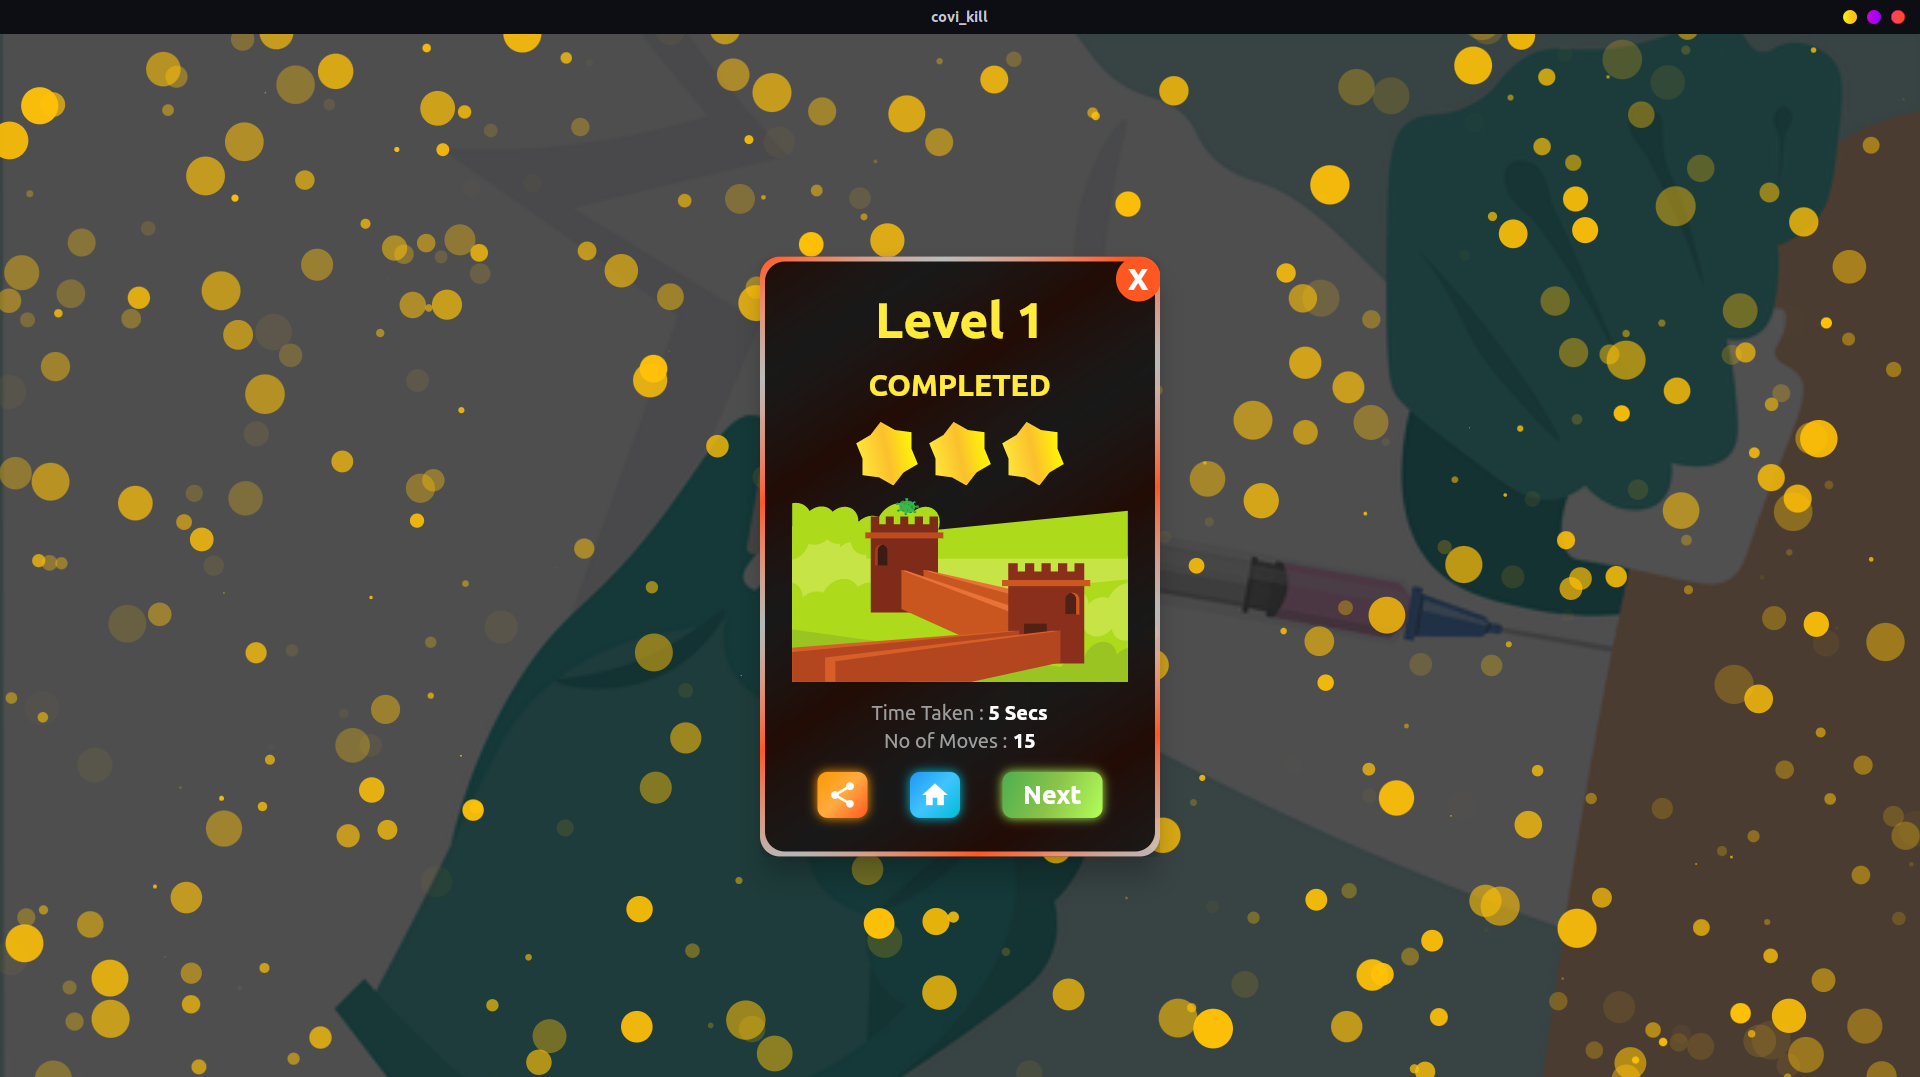 covi_kill
X
Level 1
COMPLETED
Time Taken : 5 Secs
No of Moves : 15
Next